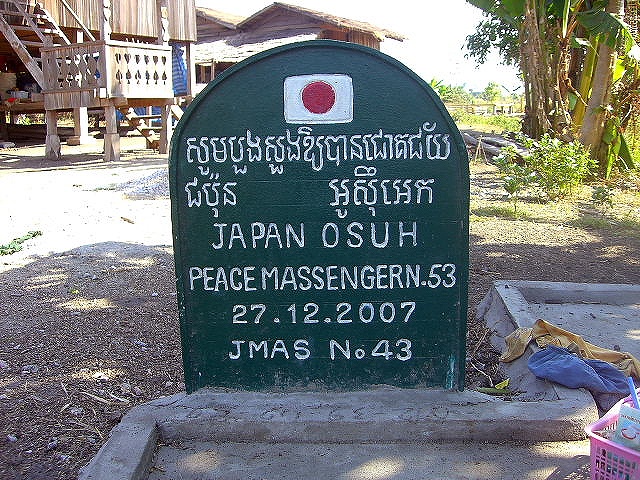 សូមបួងសួងឱ្យបានជោគជ័យ
ជប៉ុន អូស៊ឹអេក
JAPAN OSUH
PEACE MASSENGERN.53
27.12.2007
JMAS No.43